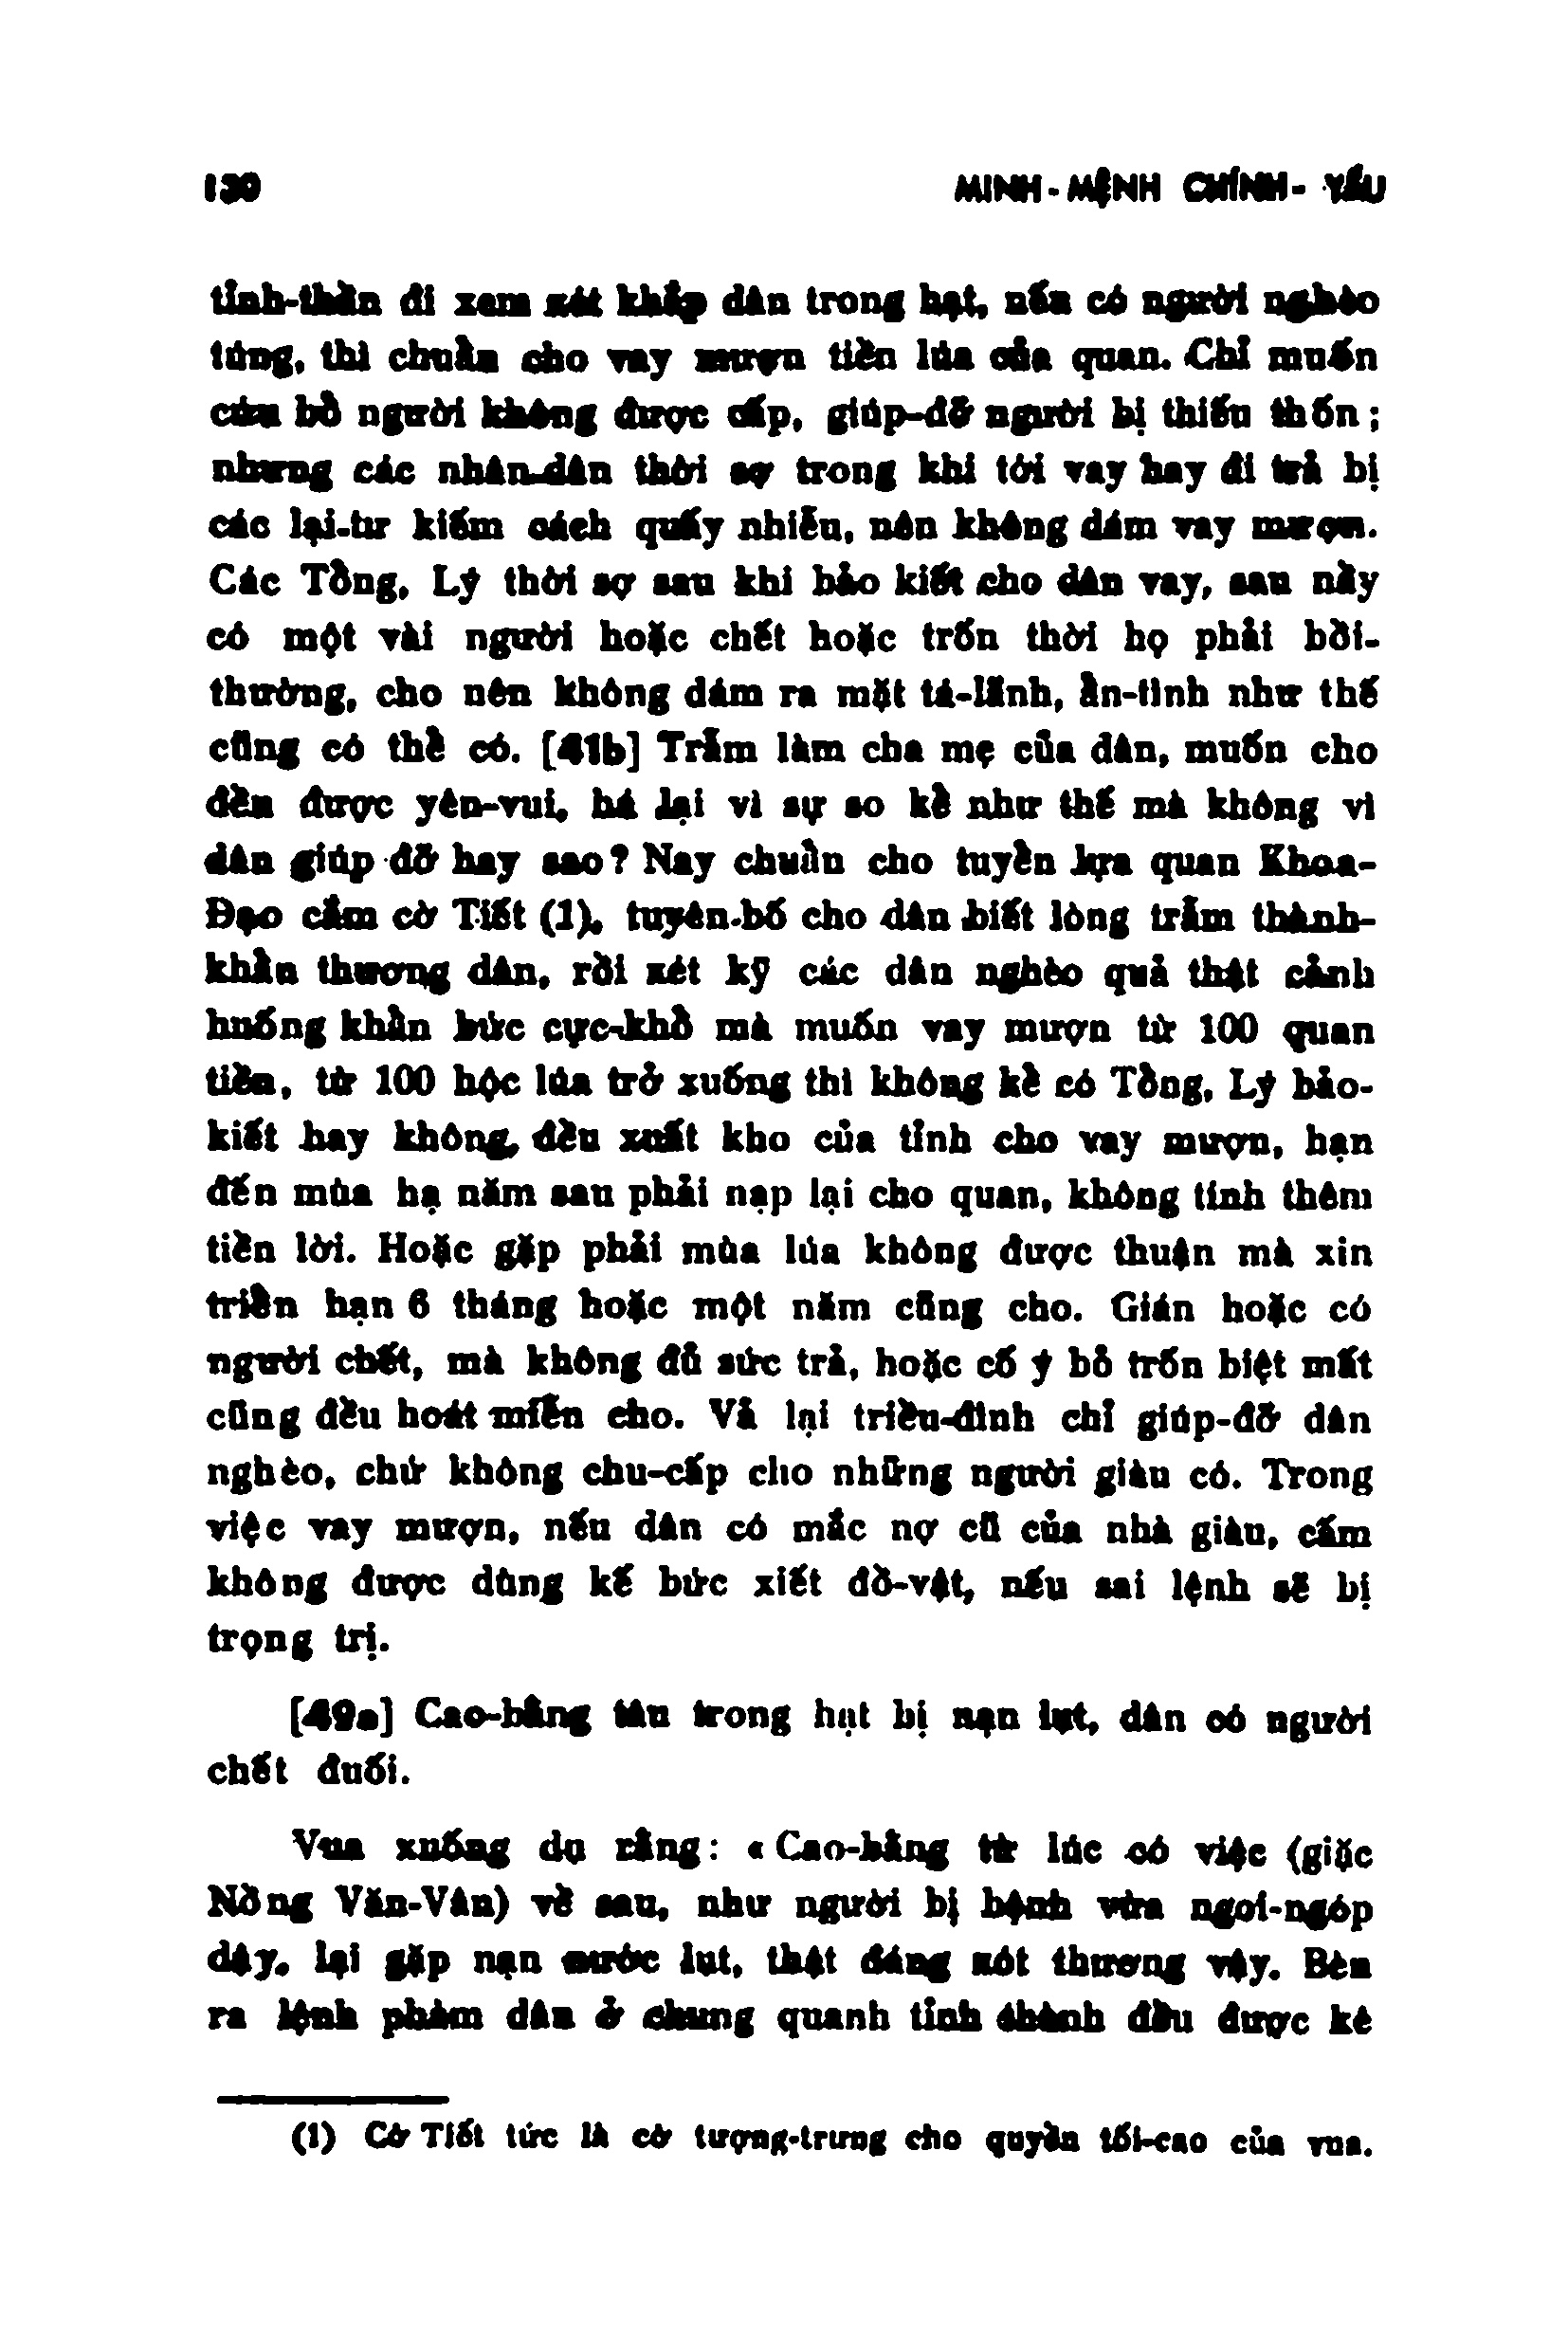 130 MINH-MỆNH CHÍNH-YẾU
tỉnh-thần đi xem xét khắp dân trong hạt, nếu có người nghèo
túng, thì chuẩn cho vay mượn tiền lúa của quan. Chỉ muốn
cứu bổ người không được cấp, giúp-đỡ người bị thiếu thốn;
nhưng các nhân-dân thời sợ trong khi tới vay hay đi trả bị
các lại-tư kiếm cách quấy nhiễu, nên không dám vay mượn.
Các Tổng, Lý thời sợ sau khi bảo kiết cho dân vay, sau nầy
có một vài người hoặc chết hoặc trốn thời họ phải bồi-
thường, cho nên không dám ra mặt tá-lãnh, ẩn-tình như thế
cũng có thể có. [41b] Trẫm làm cha mẹ của dân, muốn cho
đều được yên-vui, há lại vì sự so kể như thế mà không vì
dân giúp đỡ hay sao? Nay chuẩn cho tuyển lựa quan Khoa-
Đạo cầm cờ Tiết (1), tuyên-bố cho dân biết lòng trẫm thành-
khẩn thương dân, rồi xét kỹ các dân nghèo quả thật cảnh
huống khẩn bức cực-khổ mà muốn vay mượn từ 100 quan
tiền, từ 100 hộc lúa trở xuống thì không kể có Tổng, Lý bảo-
kiết hay không, đều xuất kho của tỉnh cho vay mượn, hạn
đến mùa hạ năm sau phải nạp lại cho quan, không tính thêm
tiền lời. Hoặc gặp phải mùa lúa không được thuận mà xin
triển hạn 6 tháng hoặc một năm cũng cho. Gián hoặc có
người chết, mà không đủ sức trả, hoặc cố ý bỏ trốn biệt mất
cũng đều hoát miễn cho. Vả lại triều-đình chỉ giúp-đỡ dân
nghèo, chứ không chu-cấp cho những người giàu có. Trong
việc vay mượn, nếu dân có mắc nợ cũ của nhà giàu, cấm
không được dùng kế bức xiết đồ-vật, nếu sai lệnh sẽ bị
trọng trị.
[49a] Cao-bằng tâu trong hạt bị nạn lụt, dân có người
chết đuối.
Vua xuống dụ rằng: « Cao-bằng từ lúc có việc (giặc
Nồng Văn-Vân) về sau, như người bị bệnh vừa ngoi-ngóp
dậy, lại gặp nạn nước lụt, thật đáng xót thương vậy. Bèn
ra lệnh phàm dân ở chung quanh tỉnh thành đều được kê
(1) Cờ Tiết tức là cờ tượng-trưng cho quyền tối-cao của vua.